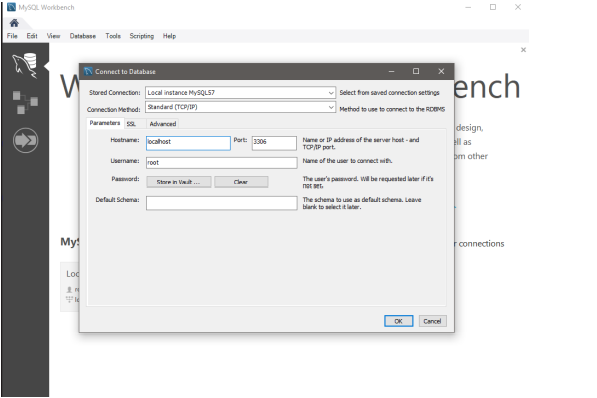 MySQL Workbench
File Edit View Database Tools Scripting Help
Connect to Database
Stored Connection: Local instance MySQL57 Select from saved connection settings
Connection Method: Standard (TCP/IP) Method to use to connect to the RDBMS
Parameters SSL Advanced
Hostname: localhost Port: 3306 Name or IP address of the server host - and
TCP/IP port.
Username: root Name of the user to connect with.
Password: Store in Vault ... Clear The user's password. Will be requested later if it's
not set.
Default Schema: The schema to use as default schema. Leave
blank to select it later.
OK Cancel
W
ench
design,
ell as
om other
MyS
r connections
Loc